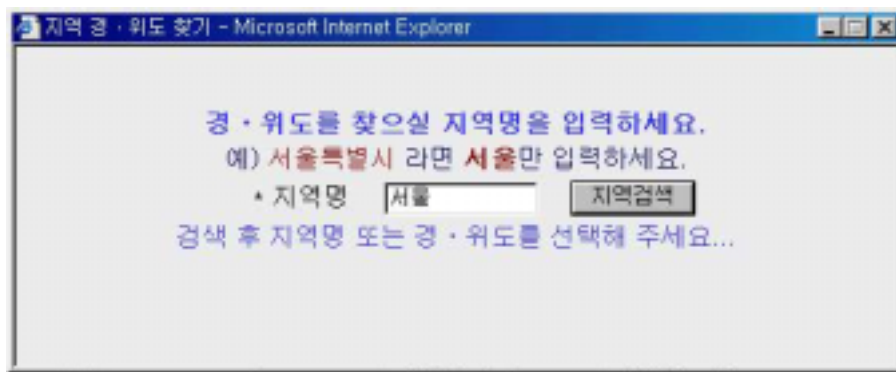 지역 경 · 위도 찾기 - Microsoft Internet Explorer
경 · 위도를 찾으실 지역명을 입력하세요.
예) 서울특별시 라면 서울만 입력하세요.
* 지역명 서울 지역검색
검색 후 지역명 또는 경 · 위도를 선택해 주세요...